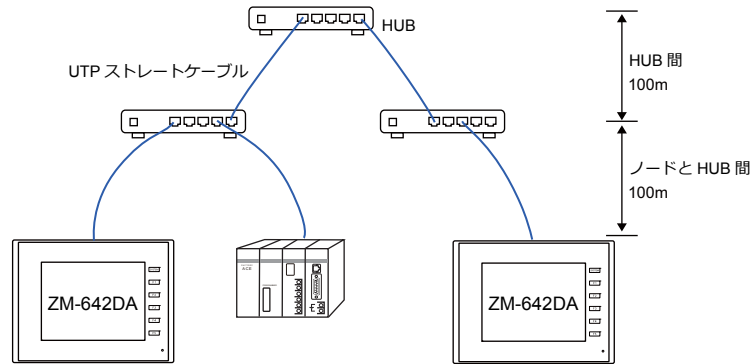 HUB
UTP ストレートケーブル
HUB 間
100m
ノードと HUB 間
100m
ZM-642DA
ZM-642DA